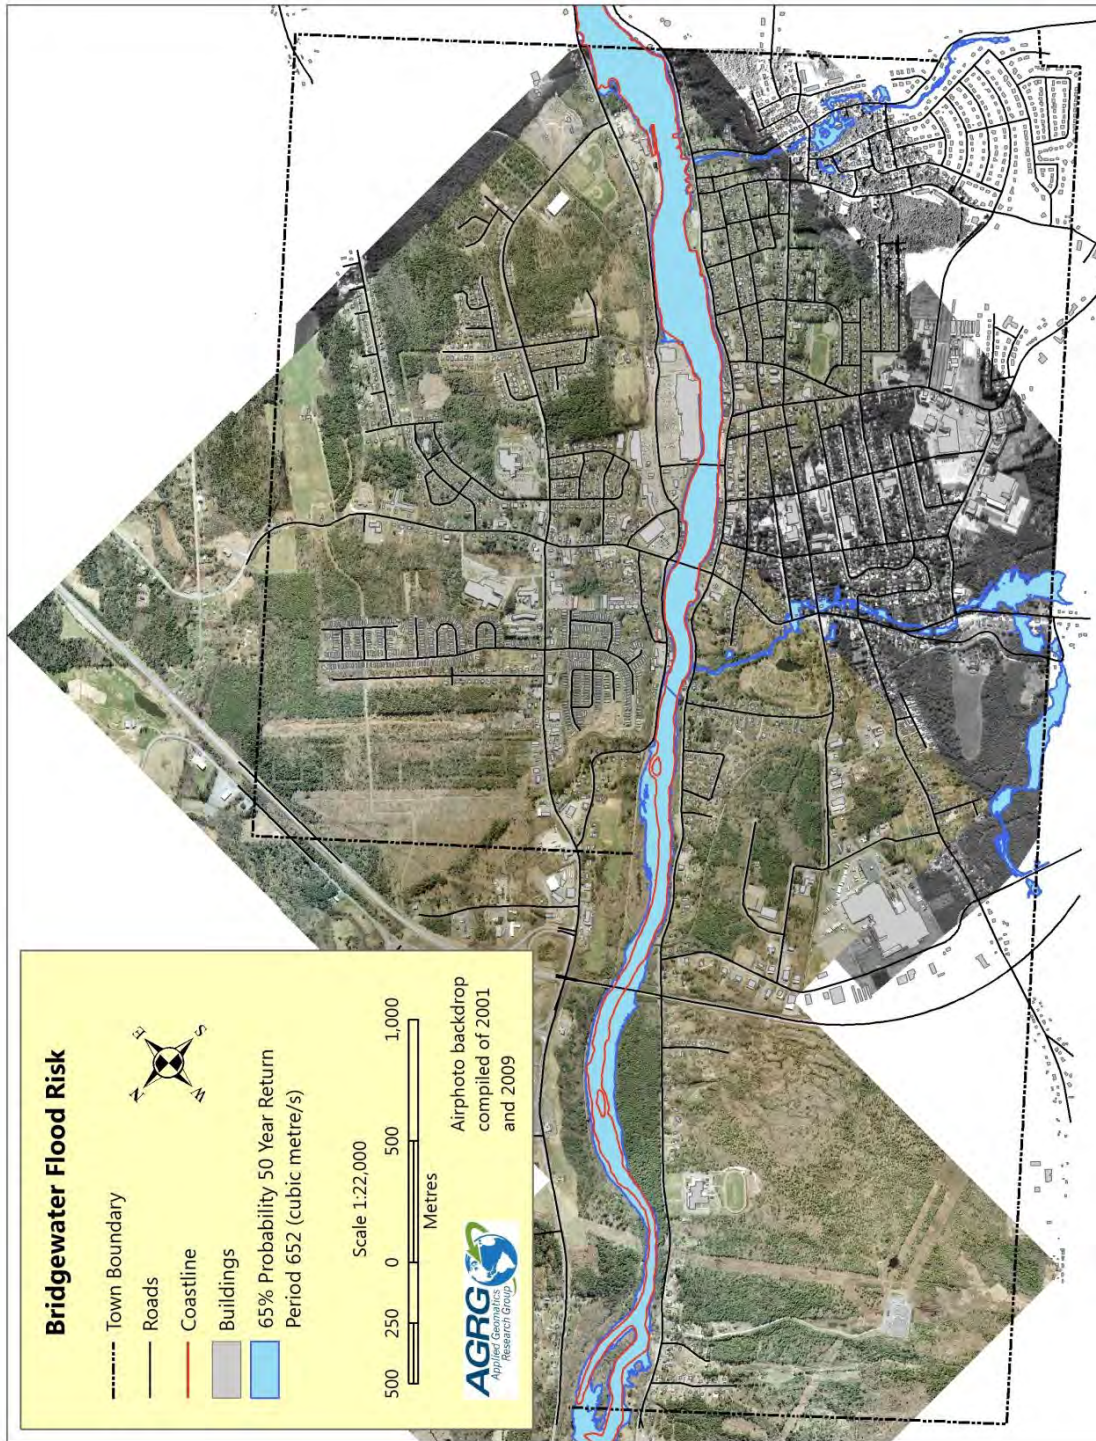 Bridgewater Flood Risk
N
E
S
W
Town Boundary
Roads
Coastline
Buildings
65% Probability 50 Year Return
Period 652 (cubic metre/s)
Scale 1:22,000
500 250 0 500 1,000
Metres
AGRG
Applied Geomatics
Research Group
Airphoto backdrop
compiled of 2001
and 2009